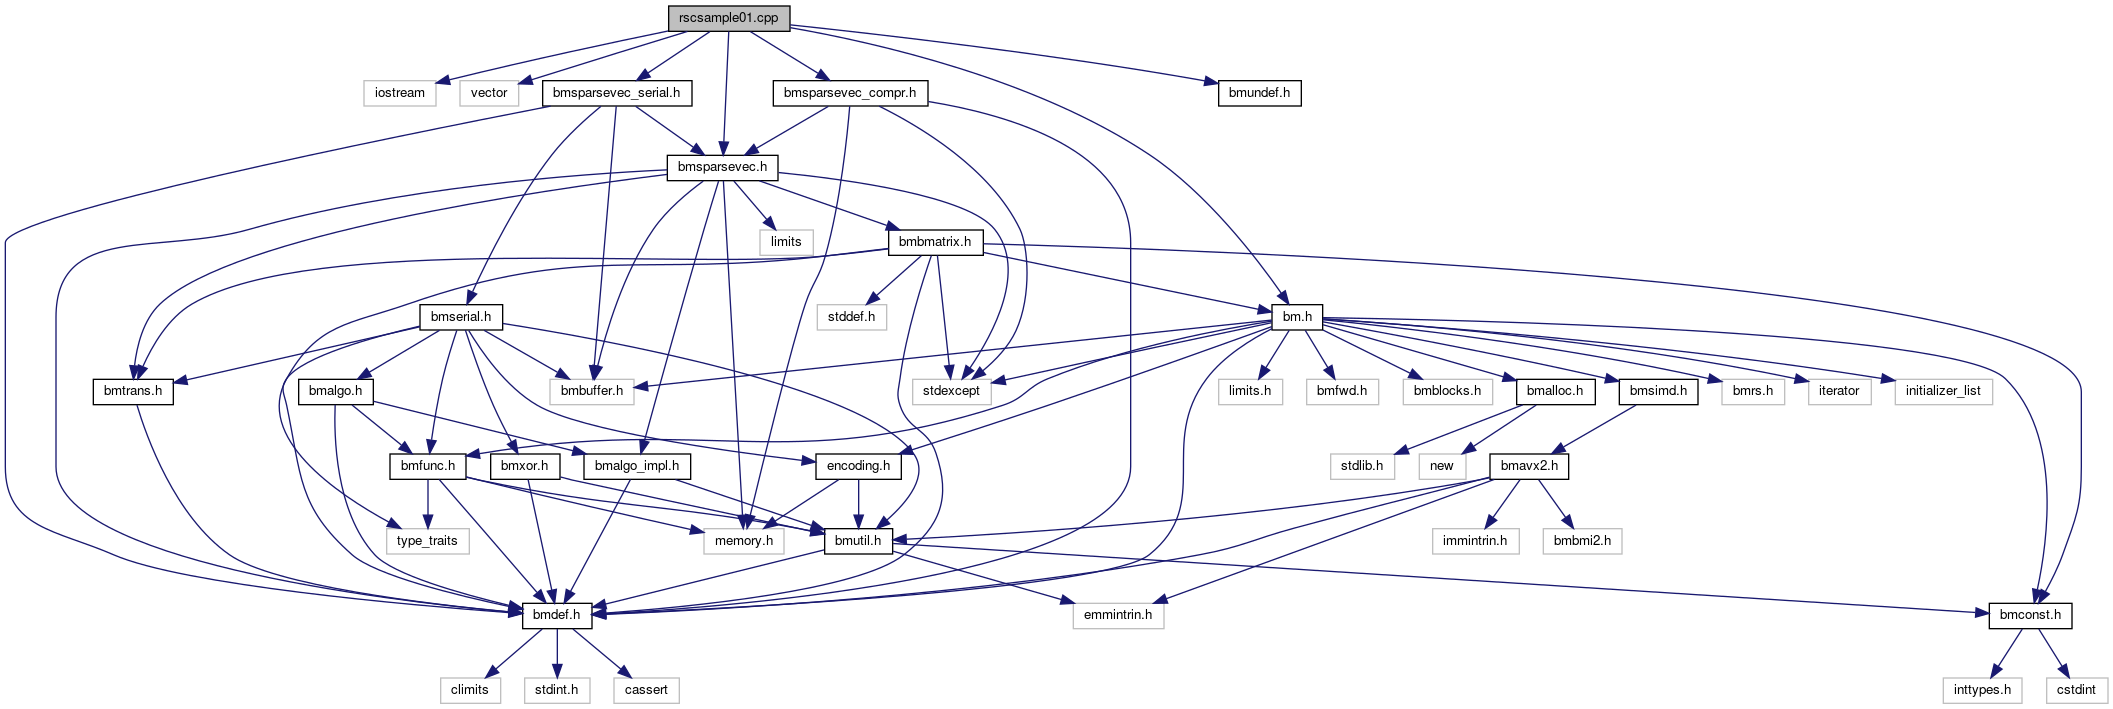 rscsample01.cpp
iostream
vector
bmsparsevec_serial.h
bmsparsevec_compr.h
bmundef.h
bmsparsevec.h
limits
bmbmatrix.h
bmserial.h
stddef.h
bm.h
bmtrans.h
bmalgo.h
bmbuffer.h
stdexcept
limits.h
bmfwd.h
bmblocks.h
bmalloc.h
bmsimd.h
bmrs.h
iterator
initializer_list
bmfunc.h
bmxor.h
bmalgo_impl.h
encoding.h
stdlib.h
new
bmavx2.h
type_traits
memory.h
bmutil.h
immintrin.h
bmbmi2.h
bmdef.h
emmintrin.h
bmconst.h
climits
stdint.h
cassert
inttypes.h
cstdint